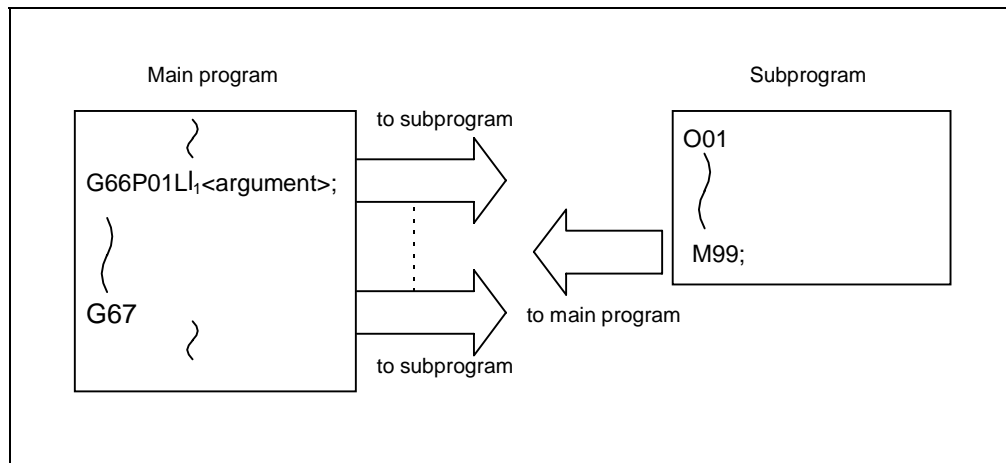 Main program
Subprogram
to subprogram
O01
G66P01Ll₁<argument>;
M99;
G67
to main program
to subprogram